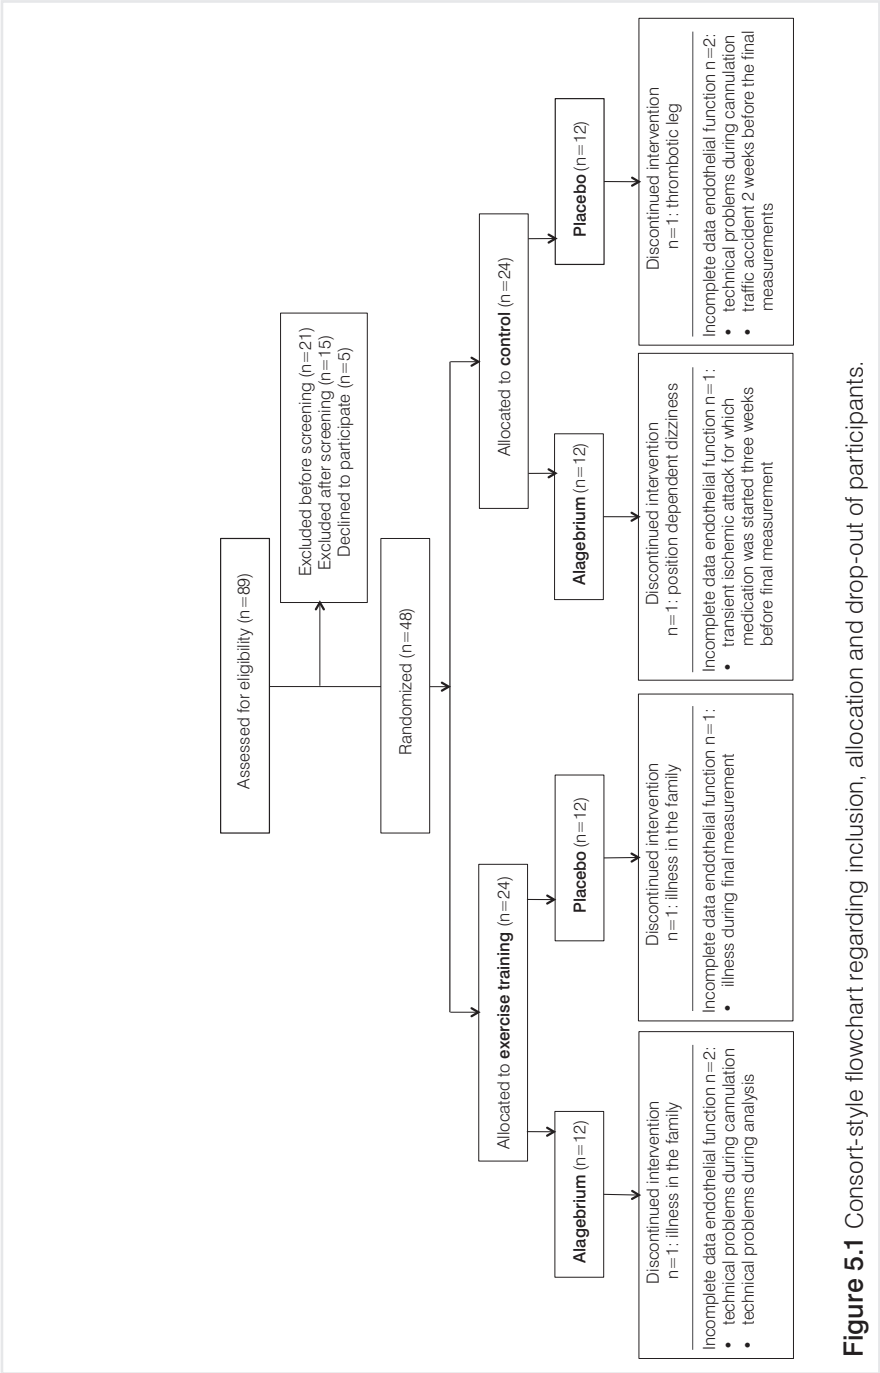 Assessed for eligibility (n=89)
Excluded before screening (n=21)
Excluded after screening (n=15)
Declined to participate (n=5)
Randomized (n=48)
Allocated to exercise training (n=24)
Allocated to control (n=24)
Alagebrium (n=12)
Placebo (n=12)
Alagebrium (n=12)
Placebo (n=12)
Discontinued intervention
n=1: illness in the family
Incomplete data endothelial function n=2:
• technical problems during cannulation
• technical problems during analysis
Discontinued intervention
n=1: illness in the family
Incomplete data endothelial function n=1:
• illness during final measurement
Discontinued intervention
n=1: position dependent dizziness
Incomplete data endothelial function n=1:
• transient ischemic attack for which
medication was started three weeks
before final measurement
Discontinued intervention
n=1: thrombotic leg
Incomplete data endothelial function n=2:
• technical problems during cannulation
• traffic accident 2 weeks before the final
measurements
Figure 5.1 Consort-style flowchart regarding inclusion, allocation and drop-out of participants.